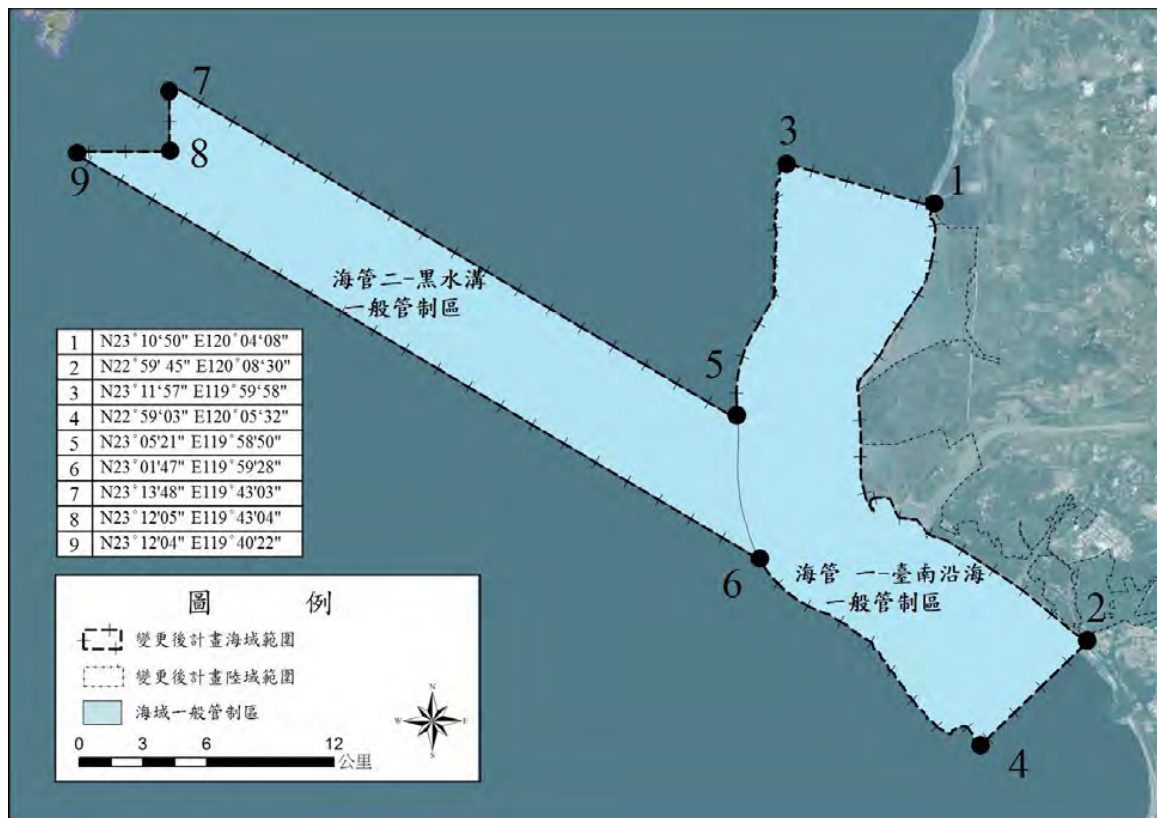 7
3
8
9
1
海管二-黑水溝
一般管制區
5
1 N23°10‘50" E120°04‘08"
2 N22°59' 45" E120°08'30"
3 N23°11‘57" E119°59‘58"
4 N22°59‘03" E120°05‘32"
5 N23°05'21" E119°58'50"
6 N23°01'47" E119°59'28"
7 N23°13'48" E119°43'03"
8 N23°12'05" E119°43'04"
9 N23°12'04" E119°40'22"
6
海管 一-臺南沿海
一般管制區
2
4
圖 例
變更後計畫海域範圍
變更後計畫陸域範圍
海域一般管制區
N
W E
S
0 3 6 12
公里